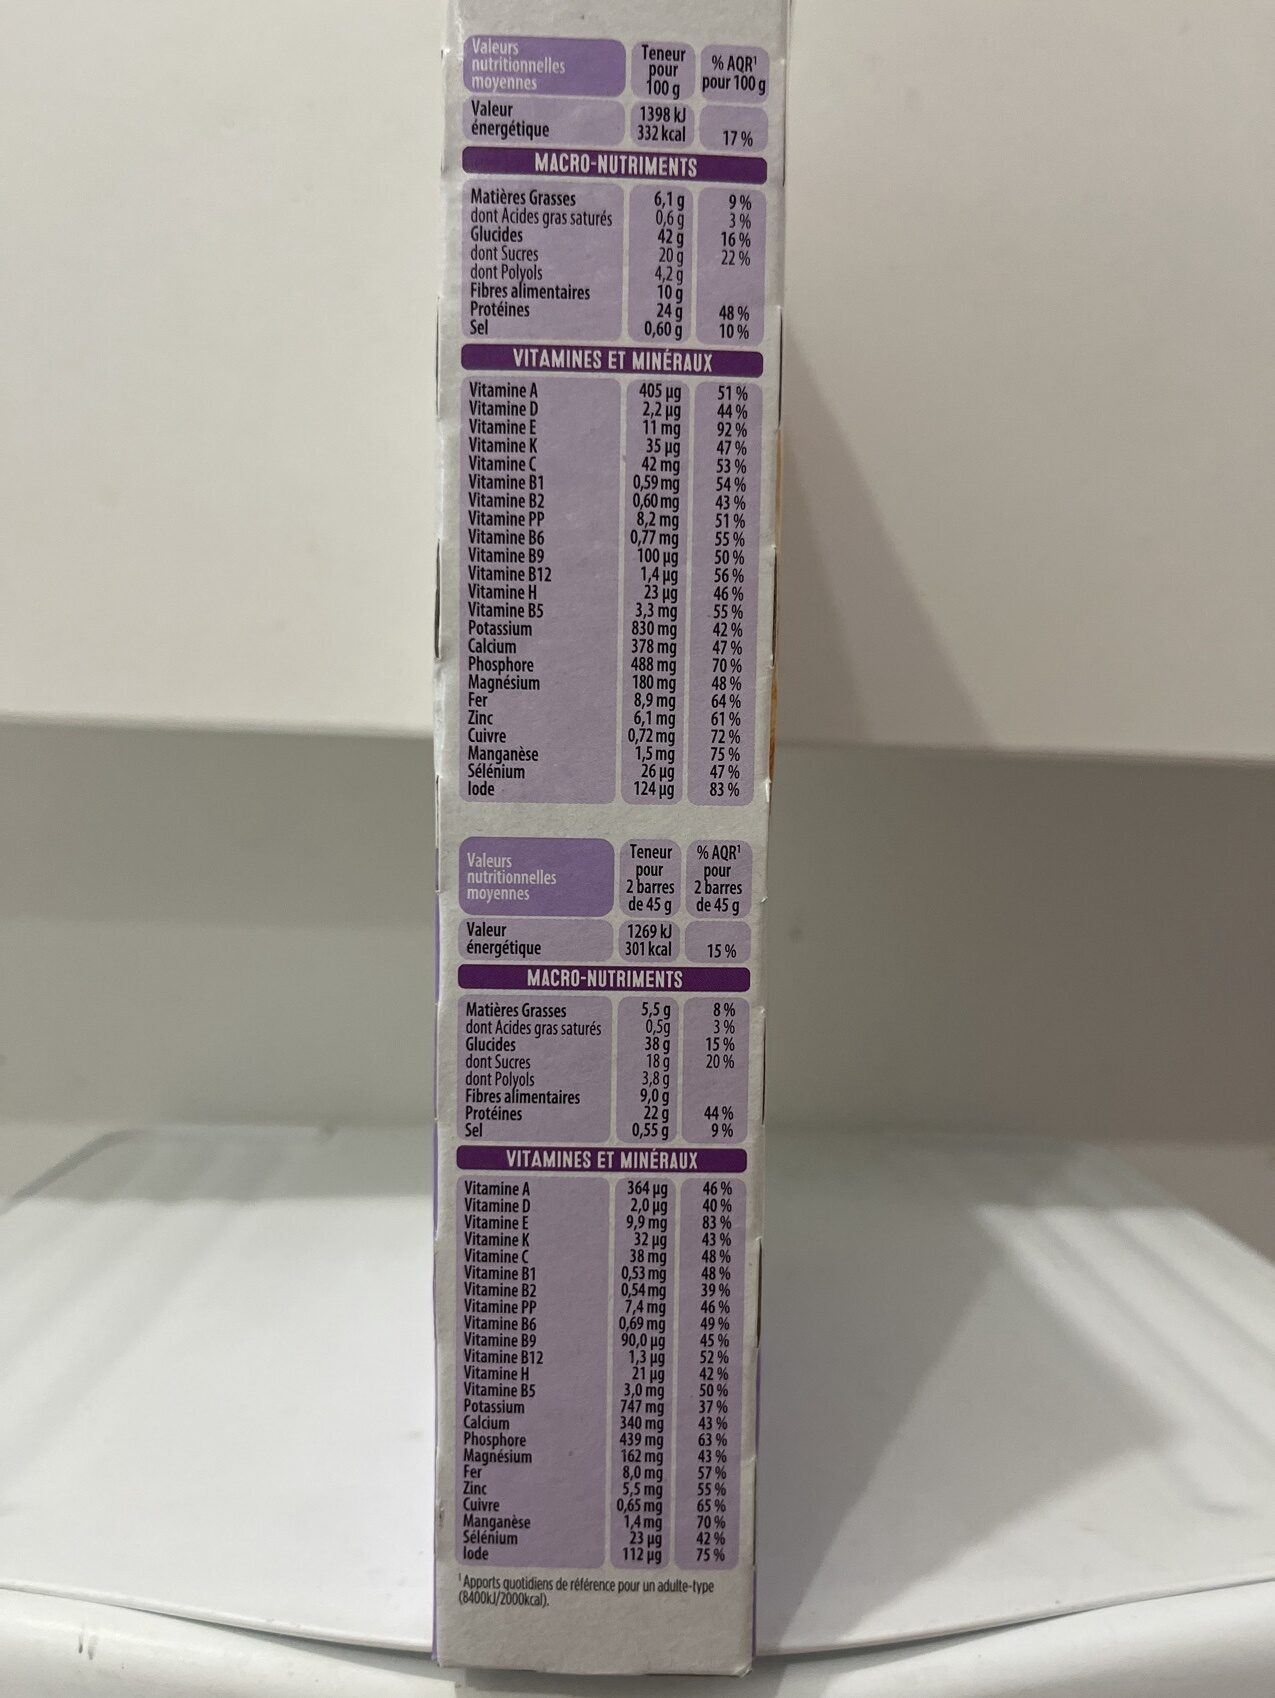 Valeurs nutritionnelles moyennes Teneur pour 100 g % AQR¹ pour 100 g
Valeur énergétique 1398 kJ 332 kcal 17 %
MACRO-NUTRIMENTS
Matières Grasses 6,1 g 9 %
dont Acides gras saturés 0,6 g 3 %
Glucides 42 g 16 %
dont Sucres 20 g 22 %
dont Polyols 4,2 g
Fibres alimentaires 10 g
Protéines 24 g 48 %
Sel 0,60 g 10 %
VITAMINES ET MINÉRAUX
Vitamine A 405 µg 51 %
Vitamine D 2,2 µg 44 %
Vitamine E 11 mg 92 %
Vitamine K 35 µg 47 %
Vitamine C 42 mg 53 %
Vitamine B1 0,59 mg 54 %
Vitamine B2 0,60 mg 43 %
Vitamine PP 8,2 mg 51 %
Vitamine B6 0,77 mg 55 %
Vitamine B9 100 µg 50 %
Vitamine B12 1,4 µg 56 %
Vitamine H 23 µg 46 %
Vitamine B5 3,3 mg 55 %
Potassium 830 mg 42 %
Calcium 378 mg 47 %
Phosphore 488 mg 70 %
Magnésium 180 mg 48 %
Fer 8,9 mg 64 %
Zinc 6,1 mg 61 %
Cuivre 0,72 mg 72 %
Manganèse 1,5 mg 75 %
Sélénium 26 µg 47 %
Iode 124 µg 83 %
Valeurs nutritionnelles moyennes Teneur pour 2 barres de 45 g % AQR¹ pour 2 barres de 45 g
Valeur énergétique 1269 kJ 301 kcal 15 %
MACRO-NUTRIMENTS
Matières Grasses 5,5 g 8 %
dont Acides gras saturés 0,5g 3 %
Glucides 38 g 15 %
dont Sucres 18 g 20 %
dont Polyols 3,8 g
Fibres alimentaires 9,0 g
Protéines 22 g 44 %
Sel 0,55 g 9 %
VITAMINES ET MINÉRAUX
Vitamine A 364 µg 46 %
Vitamine D 2,0 µg 40 %
Vitamine E 9,9 mg 83 %
Vitamine K 32 µg 43 %
Vitamine C 38 mg 48 %
Vitamine B1 0,53 mg 48 %
Vitamine B2 0,54 mg 39 %
Vitamine PP 7,4 mg 46 %
Vitamine B6 0,69 mg 49 %
Vitamine B9 90,0 µg 45 %
Vitamine B12 1,3 µg 52 %
Vitamine H 21 µg 42 %
Vitamine B5 3,0 mg 50 %
Potassium 747 mg 37 %
Calcium 340 mg 43 %
Phosphore 439 mg 63 %
Magnésium 162 mg 43 %
Fer 8,0 mg 57 %
Zinc 5,5 mg 55 %
Cuivre 0,65 mg 65 %
Manganèse 1,4 mg 70 %
Sélénium 23 µg 42 %
Iode 112 µg 75 %
¹Apports quotidiens de référence pour un adulte-type
(8400kJ/2000kcal).